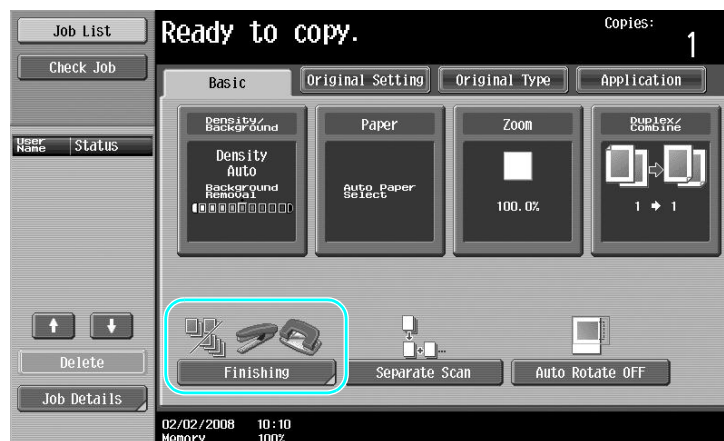 Job List
Ready to copy.
Copies:
1
Check Job
Basic
Original Setting
Original Type
Application
User
Name
Status
Density/
Background
Paper
Zoom
Duplex/
Combine
Density
Auto
Background
Removal
Auto Paper
Select
100.0%
1 → 1
Delete
Finishing
Separate Scan
Auto Rotate OFF
Job Details
02/02/2008 10:10
Memory 100%